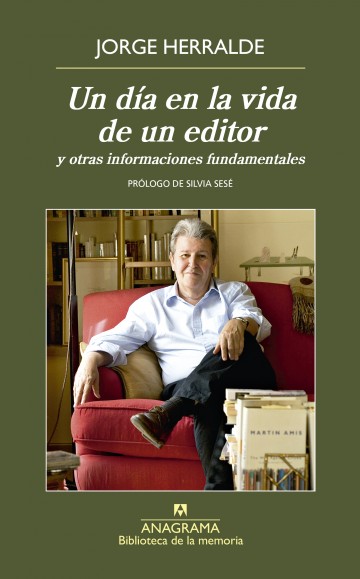 JORGE HERRALDE
Un día en la vida
de un editor
y otras informaciones fundamentales
PRÓLOGO DE SILVIA SESÉ
MARTIN AMIS
ANAGRAMA
Biblioteca de la memoria